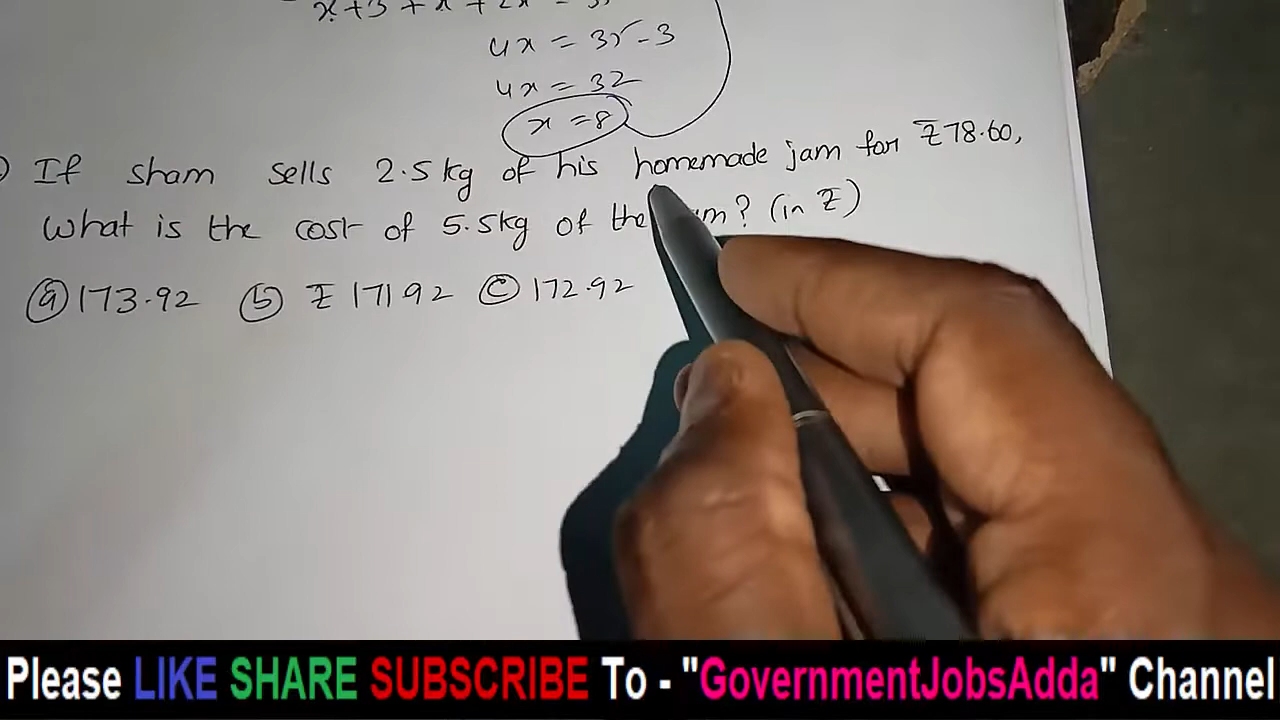 x+3+x+2x
4x = 35-3
4x = 32
x = 8
If sham sells 2.5kg of his homemade jam for ₹78.60,
What is the cost of 5.5kg of the ? (in ₹)
ⓐ 173.92 ⓑ ₹ 171.92 ⓒ 172.92
Please LIKE SHARE SUBSCRIBE To - "GovernmentJobsAdda" Channel